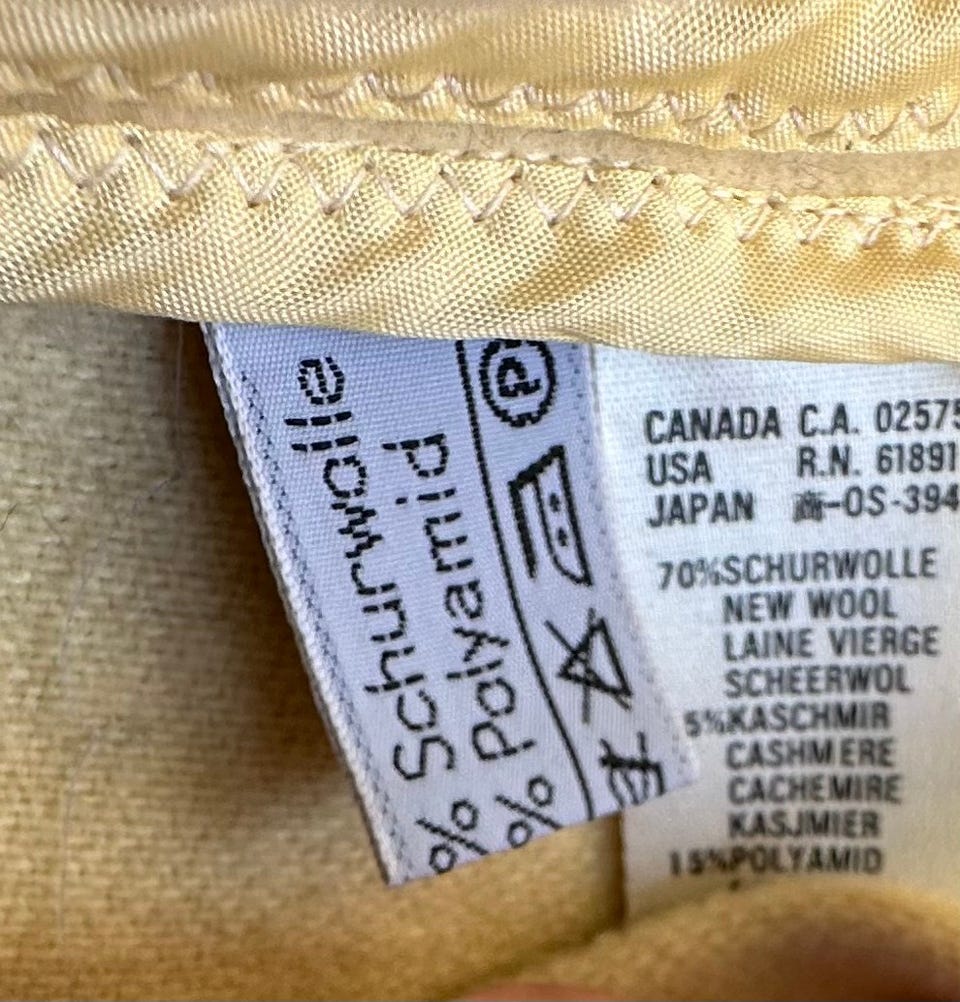 % Schurwolle
% Polyamid
P
CANADA C.A. 02575
USA R.N. 61891
JAPAN 商-OS-394
70%SCHURWOLLE
NEW WOOL
LAINE VIERGE
SCHEERWOL
5%KASCHMIR
CASHMERE
CACHEMIRE
KASJMIER
15%POLYAMID